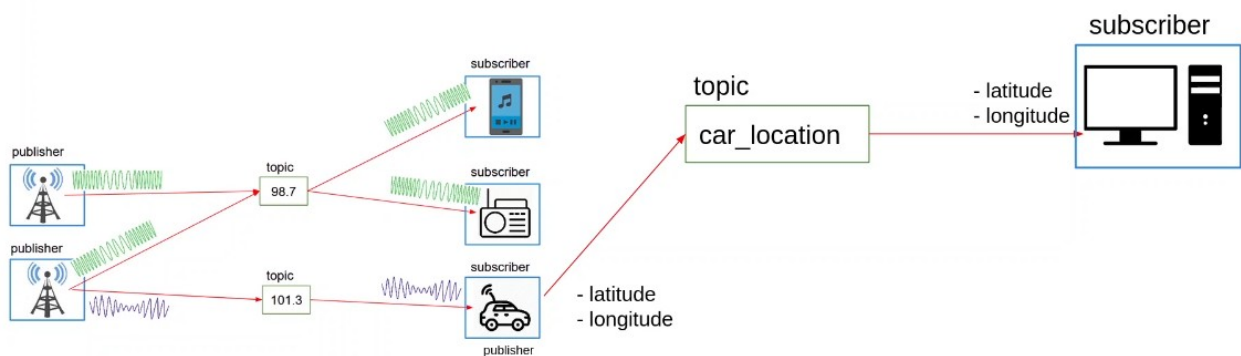 publisher
publisher
topic
98.7
topic
101.3
subscriber
subscriber
subscriber
publisher
- latitude
- longitude
topic
car_location
- latitude
- longitude
subscriber